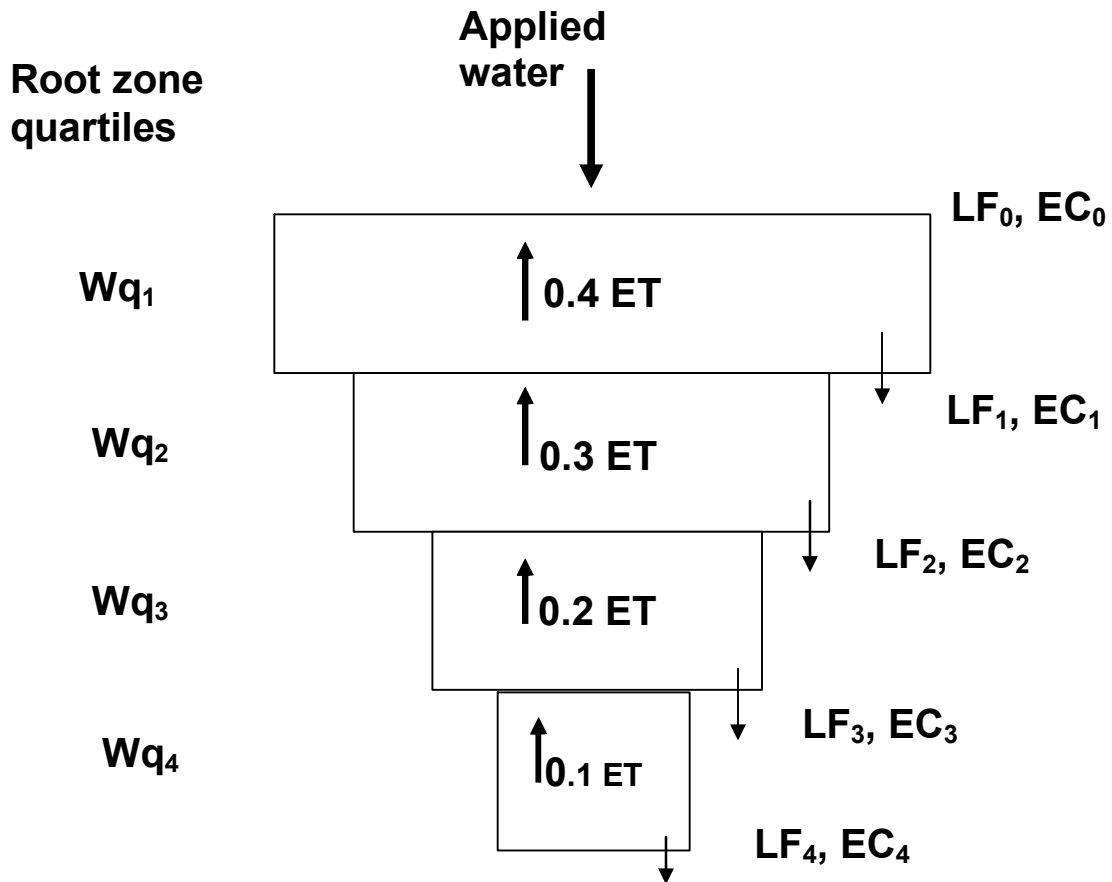 Applied
water
Root zone
quartiles
LF₀, EC₀
Wq₁
0.4 ET
LF₁, EC₁
Wq₂
0.3 ET
LF₂, EC₂
Wq₃
0.2 ET
LF₃, EC₃
Wq₄
0.1 ET
LF₄, EC₄